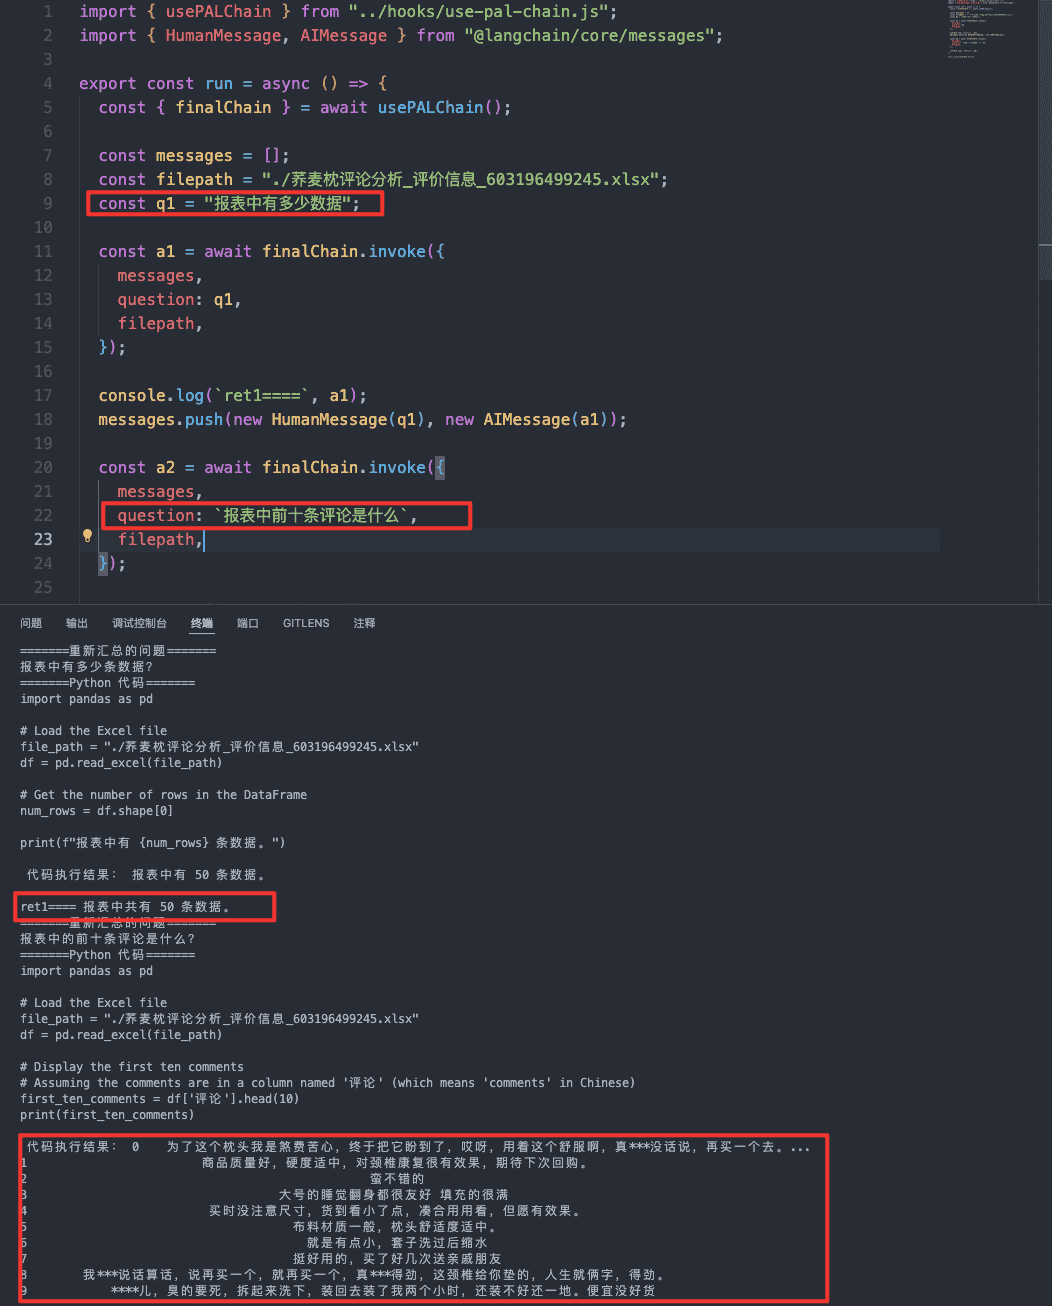 1 import { usePALChain } from "../hooks/use-pal-chain.js";
2 import { HumanMessage, AIMessage } from "@langchain/core/messages";
3
4 export const run = async () => {
5 const { finalChain } = await usePALChain();
6
7 const messages = [];
8 const filepath = "./荞麦枕评论分析_评价信息_603196499245.xlsx";
9 const q1 = "报表中有多少数据";
10
11 const a1 = await finalChain.invoke({
12 messages,
13 question: q1,
14 filepath,
15 });
16
17 console.log(`ret1====`, a1);
18 messages.push(new HumanMessage(q1), new AIMessage(a1));
19
20 const a2 = await finalChain.invoke({
21 messages,
22 question: `报表中前十条评论是什么`,
23 filepath,
24 });
25
问题 输出 调试控制台 终端 端口 GITLENS 注释
=======重新汇总的问题=======
报表中有多少条数据?
=======Python 代码=======
import pandas as pd
# Load the Excel file
file_path = "./荞麦枕评论分析_评价信息_603196499245.xlsx"
df = pd.read_excel(file_path)
# Get the number of rows in the DataFrame
num_rows = df.shape[0]
print(f"报表中有 {num_rows} 条数据。")
代码执行结果： 报表中有 50 条数据。
ret1==== 报表中共有 50 条数据。
=======重新汇总的问题=======
报表中的前十条评论是什么?
=======Python 代码=======
import pandas as pd
# Load the Excel file
file_path = "./荞麦枕评论分析_评价信息_603196499245.xlsx"
df = pd.read_excel(file_path)
# Display the first ten comments
# Assuming the comments are in a column named '评论' (which means 'comments' in Chinese)
first_ten_comments = df['评论'].head(10)
print(first_ten_comments)
代码执行结果： 0 为了这个枕头我是煞费苦心，终于把它盼到了，哎呀，用着这个舒服啊，真***没话说，再买一个去。...
1 商品质量好，硬度适中，对颈椎康复很有效果，期待下次回购。
2 蛮不错的
3 大号的睡觉翻身都很友好 填充的很满
4 买时没注意尺寸，货到看小了点，凑合用用看，但愿有效果。
5 布料材质一般，枕头舒适度适中。
6 就是有点小，套子洗过后缩水
7 挺好用的，买了好几次送亲戚朋友
8 我***说话算话，说再买一个，就再买一个，真***得劲，这颈椎给你垫的，人生就俩字，得劲。
9 ****儿，臭的要死，拆起来洗下，装回去装了我两个小时，还装不好还一地。便宜没好货